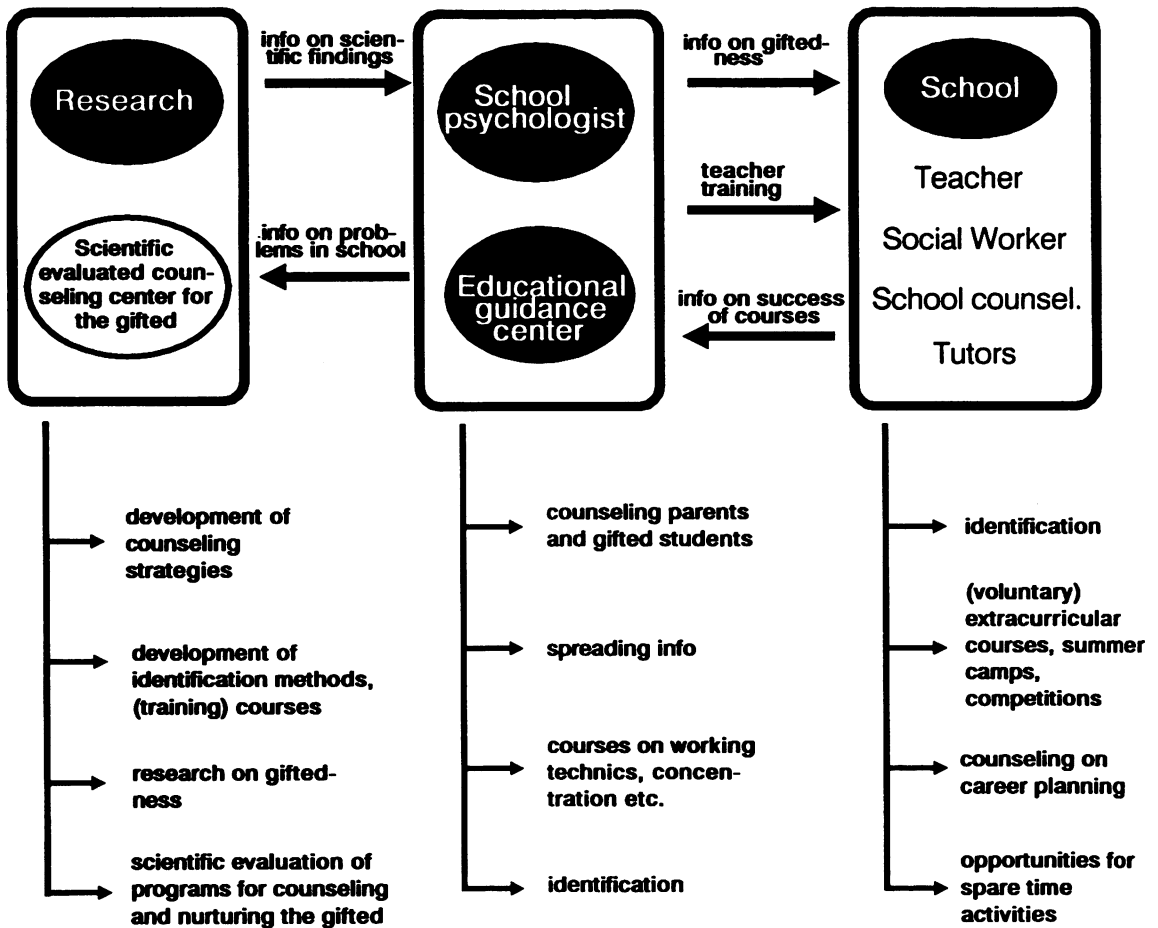 Research
Scientific
evaluated coun-
seling center for
the gifted
info on scien-
tific findings
info on prob-
lems in school
School
psychologist
Educational
guidance
center
info on gifted-
ness
teacher
training
info on success
of courses
School
Teacher
Social Worker
School counsel.
Tutors
development of
counseling
strategies
development of
identification methods,
(training) courses
research on gifted-
ness
scientific evaluation of
programs for counseling
and nurturing the gifted
counseling parents
and gifted students
spreading info
courses on working
technics, concen-
tration etc.
identification
identification
(voluntary)
extracurricular
courses, summer
camps,
competitions
counseling on
career planning
opportunities for
spare time
activities